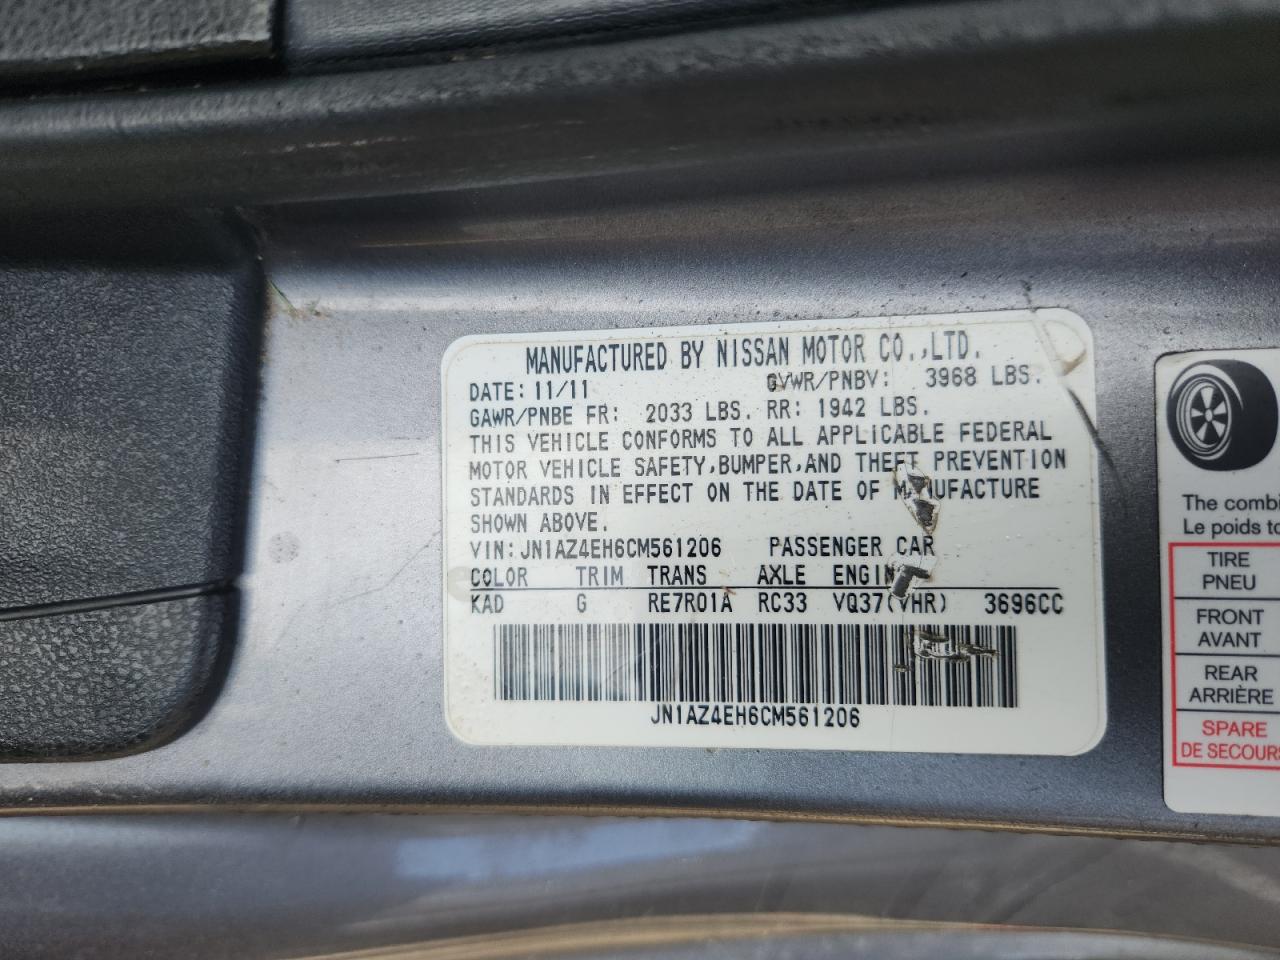 MANUFACTURED BY NISSAN MOTOR CO.,LTD.
DATE: 11/11 GVWR/PNBV: 3968 LBS.
GAWR/PNBE FR: 2033 LBS. RR: 1942 LBS.
THIS VEHICLE CONFORMS TO ALL APPLICABLE FEDERAL
MOTOR VEHICLE SAFETY,BUMPER,AND THEFT PREVENTION
STANDARDS IN EFFECT ON THE DATE OF MANUFACTURE
SHOWN ABOVE.
VIN: JN1AZ4EH6CM561206 PASSENGER CAR
COLOR TRIM TRANS AXLE ENGINE
KAD G RE7R01A RC33 VQ37(VHR) 3696CC
JN1AZ4EH6CM561206
The combi
Le poids to
TIRE
PNEU
FRONT
AVANT
REAR
ARRIÈRE
SPARE
DE SECOURS